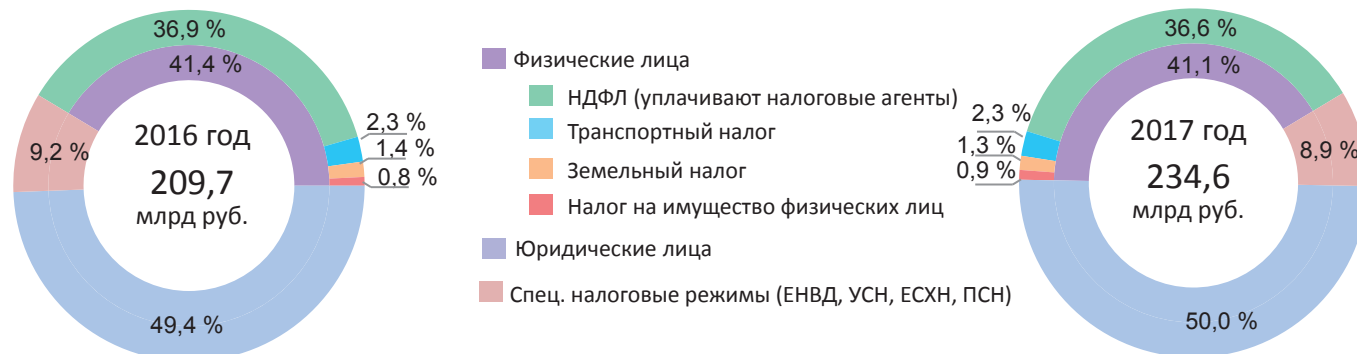 36,9 %
41,4 %
2,3 %
1,4 %
0,8 %
9,2 %
2016 год
209,7
млрд руб.
49,4 %
Физические лица
НДФЛ (уплачивают налоговые агенты)
Транспортный налог
Земельный налог
Налог на имущество физических лиц
Юридические лица
Спец. налоговые режимы (ЕНВД, УСН, ЕСХН, ПСН)
36,6 %
41,1 %
2,3 %
1,3 %
0,9 %
8,9 %
2017 год
234,6
млрд руб.
50,0 %